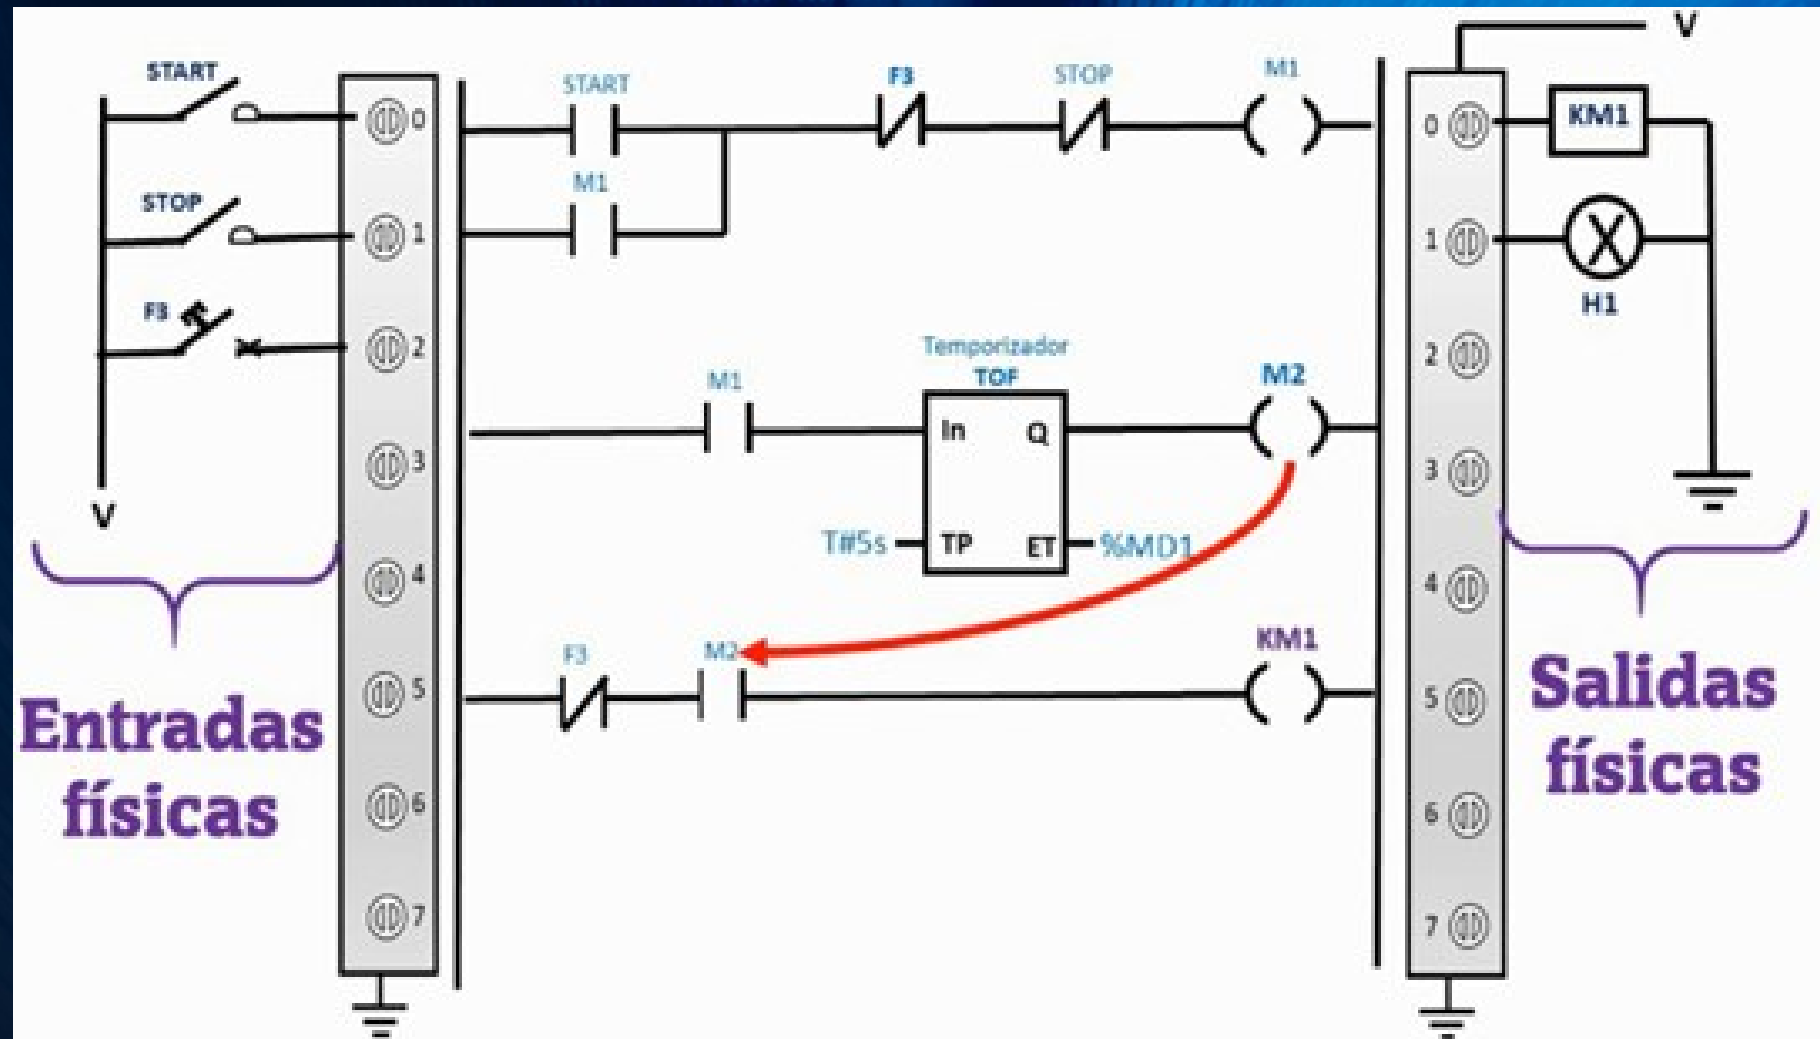 START
STOP
F3
V
Entradas
físicas
0
1
2
3
4
5
6
7
START F3 STOP M1
M1
Temporizador
TOF
M1 M2
In Q
T#5s TP ET %MD1
F3 M2 KM1
0
1
2
3
4
5
6
7
V
KM1
H1
Salidas
físicas